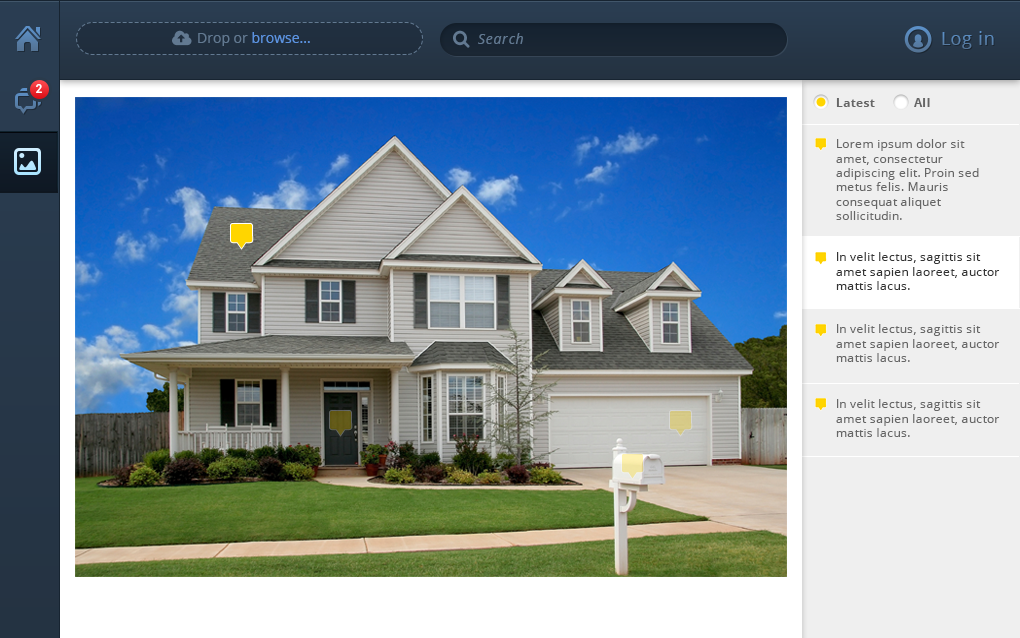 Drop or browse...
Search
Log in
2
Latest
All
Lorem ipsum dolor sit
amet, consectetur
adipiscing elit. Proin sed
metus felis. Mauris
consequat aliquet
sollicitudin.
In velit lectus, sagittis sit
amet sapien laoreet, auctor
mattis lacus.
In velit lectus, sagittis sit
amet sapien laoreet, auctor
mattis lacus.
In velit lectus, sagittis sit
amet sapien laoreet, auctor
mattis lacus.